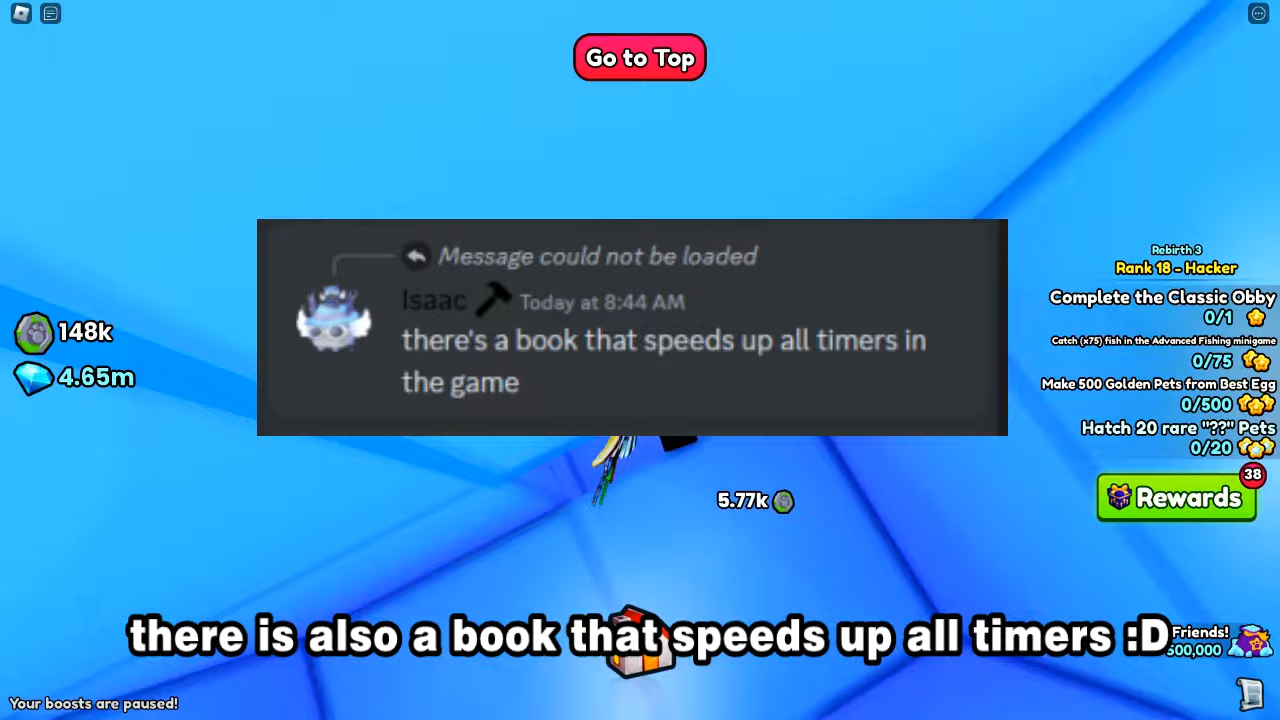 Go to Top
Message could not be loaded
Isaac Today at 8:44 AM
there's a book that speeds up all timers in
the game
148k
4.65m
Rebirth 3
Rank 18 - Hacker
Complete the Classic Obby
0/1
Catch (x75) fish in the Advanced Fishing minigame
0/75
Make 500 Golden Pets from Best Egg
0/500
Hatch 20 rare "??" Pets
0/20
38
Rewards
5.77k
there is also a book that speeds up all timers :D
Friends!
500,000
Your boosts are paused!